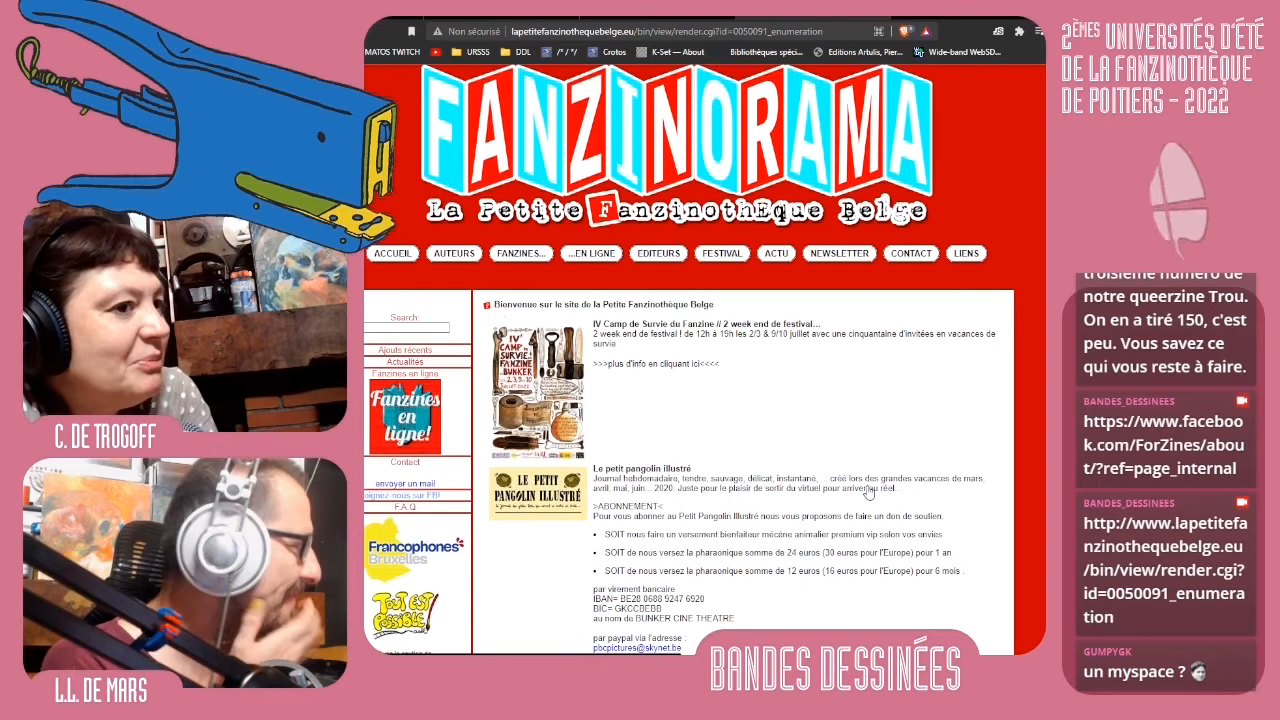 2ÈMES UNIVERSITÉS D'ÉTÉ
DE LA FANZINOTHÈQUE
DE POITIERS - 2022
Non sécurisé | lapetitefanzinothequebelge.eu/bin/view/render.cgi?id=0050091_enumeration
MATOS TWITCH URSSS DDL /*/*/ Crotos K-Set — About Bibliothèques spéci... Editions Artulis, Pier... Wide-band WebSD...
FANZINORAMA
La Petite FanzinothEque Belge
ACCUEIL AUTEURS FANZINES... ...EN LIGNE EDITEURS FESTIVAL ACTU NEWSLETTER CONTACT LIENS
Search:
Ajouts récents
Actualités
Fanzines en ligne
Fanzines
en
ligne!
Contact
envoyer un mail
oignez-nous sur FB!
F.A.Q
Francophones
Bruxelles
TOUT EST
POSSIBLE
Bienvenue sur le site de la Petite Fanzinothèque Belge
IV CAMP
DE SURVIE
DU FANZINE
BUNKER
IV Camp de Survie du Fanzine // 2 week end de festival...
2 week end de festival ! de 12h à 19h les 2/3 & 9/10 juillet avec une cinquantaine d'invitées en vacances de
survie
>>>plus d'info en cliquant ici<<<<
LE PETIT
PANGOLIN ILLUSTRÉ
Le petit pangolin illustré
Journal hebdomadaire, tendre, sauvage, délicat, instantané, ... créé lors des grandes vacances de mars,
avril, mai, juin... 2020. Juste pour le plaisir de sortir du virtuel pour arriver au réel...
>ABONNEMENT<
Pour vous abonner au Petit Pangolin Illustré nous vous proposons de faire un don de soutien.
• SOIT nous faire un versement bienfaiteur mécène animalier premium vip selon vos envies
• SOIT de nous versez la pharaonique somme de 24 euros (30 euros pour l'Europe) pour 1 an
• SOIT de nous versez la pharaonique somme de 12 euros (16 euros pour l'Europe) pour 6 mois .
par virement bancaire
IBAN= BE28 0688 9247 6920
BIC= GKCCBEBB
au nom de BUNKER CINE THEATRE
par paypal via l'adresse :
pbcpictures@skynet.be
C. DE TROGOFF
L.L. DE MARS
BANDES DESSINÉES
troisième numéro de
notre queerzine Trou.
On en a tiré 150, c'est
peu. Vous savez ce
qui vous reste à faire.
BANDES_DESSINEES
https://www.faceboo
k.com/ForZines/abou
t/?ref=page_internal
BANDES_DESSINEES
http://www.lapetitefa
nzinothequebelge.eu
/bin/view/render.cgi?
id=0050091_enumera
tion
GUMPYGK
un myspace ?